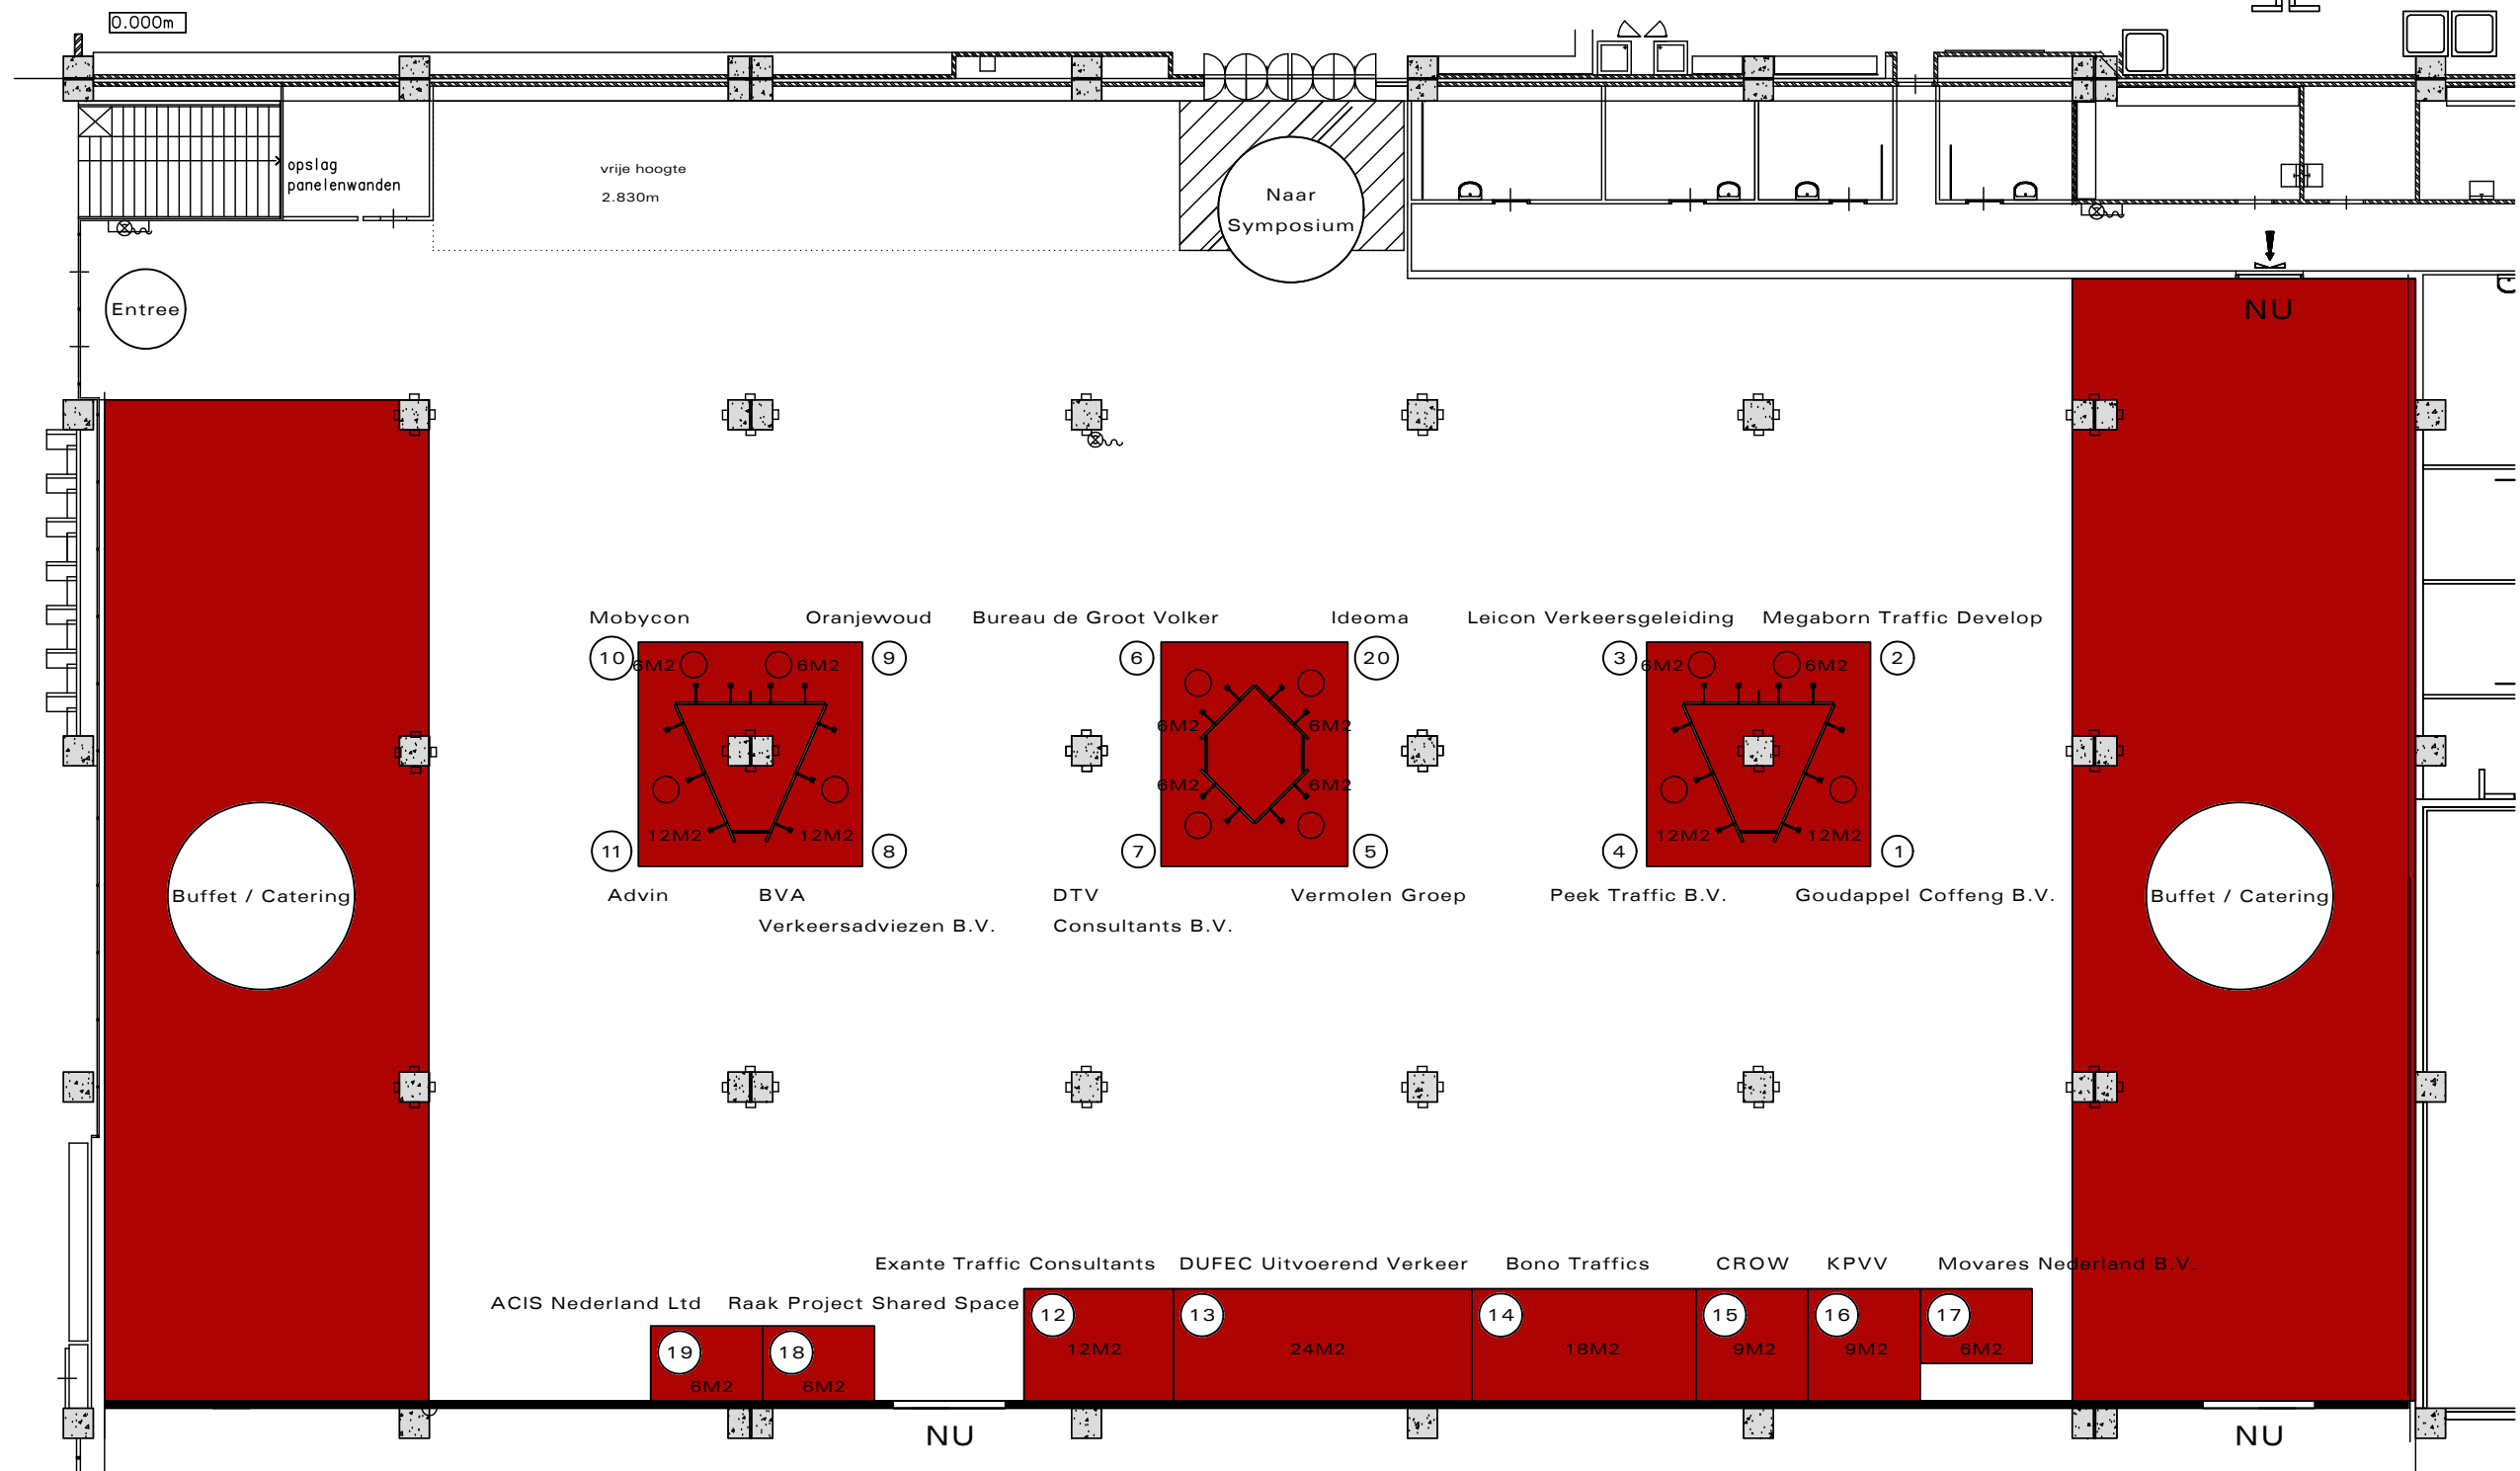 0.000m
opslag
panelenwanden
vrije hoogte
2.830m
Naar
Symposium
Entree
NU
Mobycon
Oranjewoud
Bureau de Groot Volker
Ideoma
Leicon Verkeersgeleiding
Megaborn Traffic Develop
10
6M2
6M2
9
6
20
3
6M2
6M2
2
6M2
6M2
6M2
6M2
12M2
12M2
12M2
12M2
11
8
7
5
4
1
Buffet / Catering
Advin
BVA
Verkeersadviezen B.V.
DTV
Consultants B.V.
Vermolen Groep
Peek Traffic B.V.
Goudappel Coffeng B.V.
Buffet / Catering
Exante Traffic Consultants
DUFEC Uitvoerend Verkeer
Bono Traffics
CROW
KPVV
Movares Nederland B.V.
ACIS Nederland Ltd
Raak Project Shared Space
12
13
14
15
16
17
12M2
24M2
18M2
9M2
9M2
6M2
19
18
6M2
6M2
NU
NU